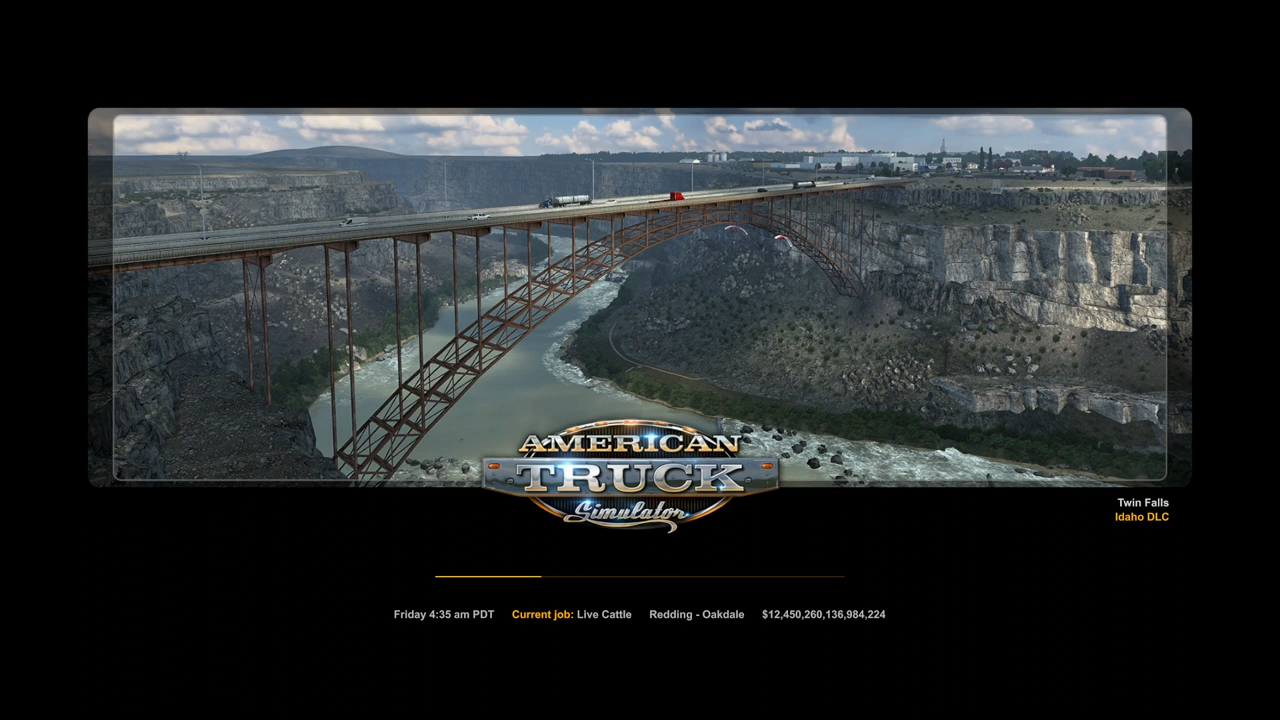 AMERICAN
TRUCK
Simulator
Twin Falls
Idaho DLC
Friday 4:35 am PDT Current job: Live Cattle Redding - Oakdale $12,450,260,136,984,224